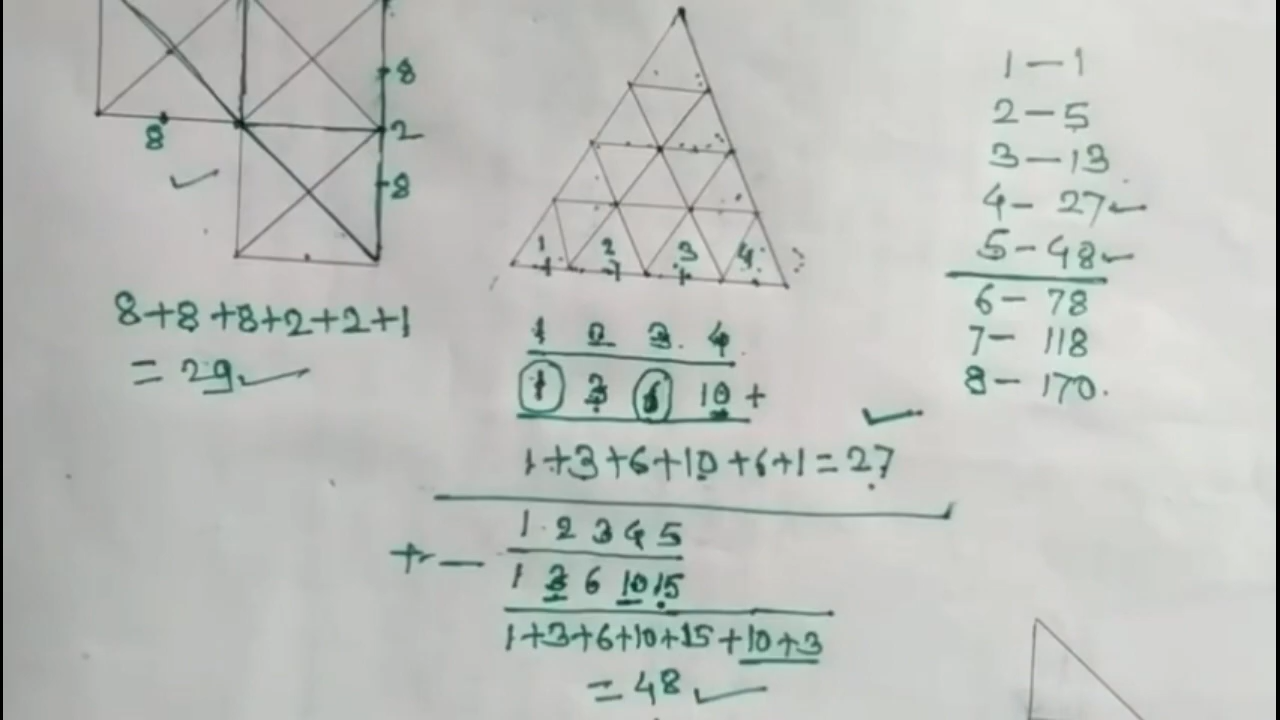 8
8
2
8
8+8+8+2+2+1
= 29
1 2 3 4
1 2 3. 4
1 3 6 10+
1+3+6+10+6+1=27
1 2 3 4 5
+ —
1 3 6 10 15
1+3+6+10+15+10+3
= 48
1 — 1
2 — 5
3 — 13
4 — 27
5 — 48
6 — 78
7 — 118
8 — 170.